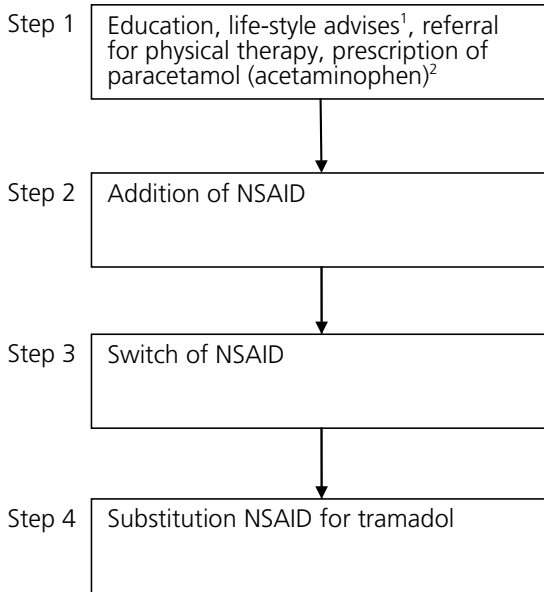 Step 1
Education, life-style advises¹, referral
for physical therapy, prescription of
paracetamol (acetaminophen)²
Step 2
Addition of NSAID
Step 3
Switch of NSAID
Step 4
Substitution NSAID for tramadol